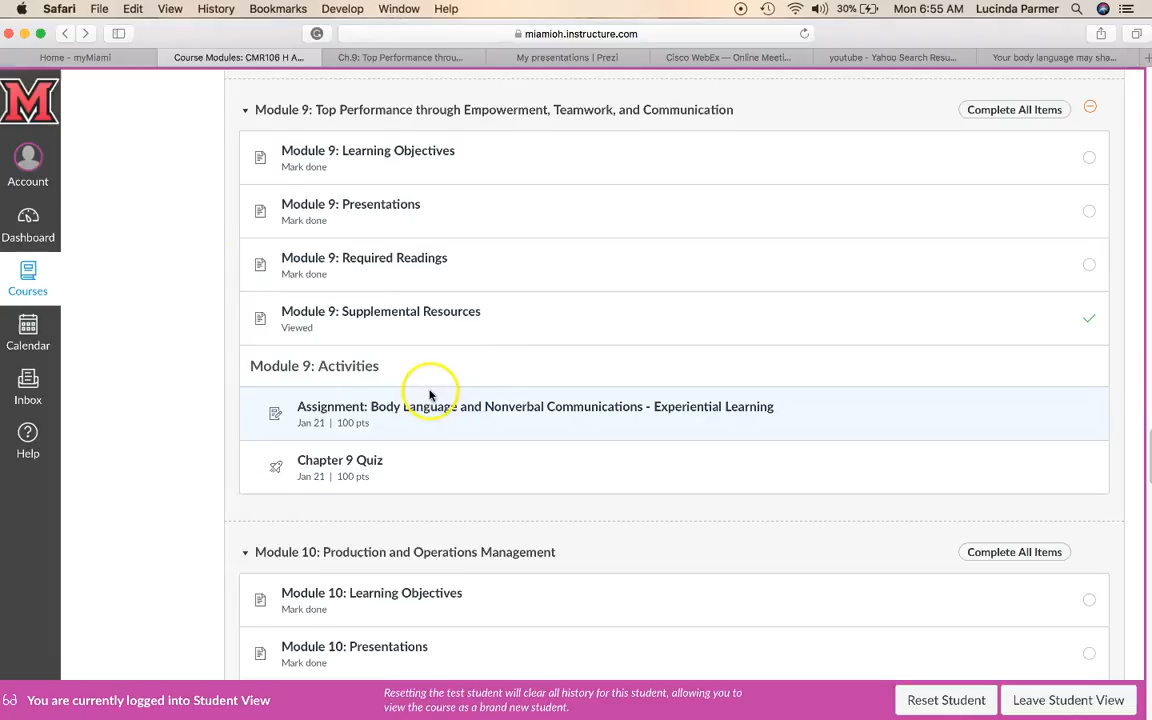 Safari File Edit View History Bookmarks Develop Window Help 30% Mon 6:55 AM Lucinda Parmer
miamioh.instructure.com
Home - myMiami Course Modules: CMR106 H A... Ch.9: Top Performance throu... My presentations | Prezi Cisco WebEx — Online Meeti... youtube - Yahoo Search Resu... Your body language may sha...
M
Account
Dashboard
Courses
Calendar
Inbox
Help
Module 9: Top Performance through Empowerment, Teamwork, and Communication Complete All Items
Module 9: Learning Objectives
Mark done
Module 9: Presentations
Mark done
Module 9: Required Readings
Mark done
Module 9: Supplemental Resources
Viewed
Module 9: Activities
Assignment: Body Language and Nonverbal Communications - Experiential Learning
Jan 21 | 100 pts
Chapter 9 Quiz
Jan 21 | 100 pts
Module 10: Production and Operations Management Complete All Items
Module 10: Learning Objectives
Mark done
Module 10: Presentations
Mark done
You are currently logged into Student View
Resetting the test student will clear all history for this student, allowing you to
view the course as a brand new student.
Reset Student Leave Student View